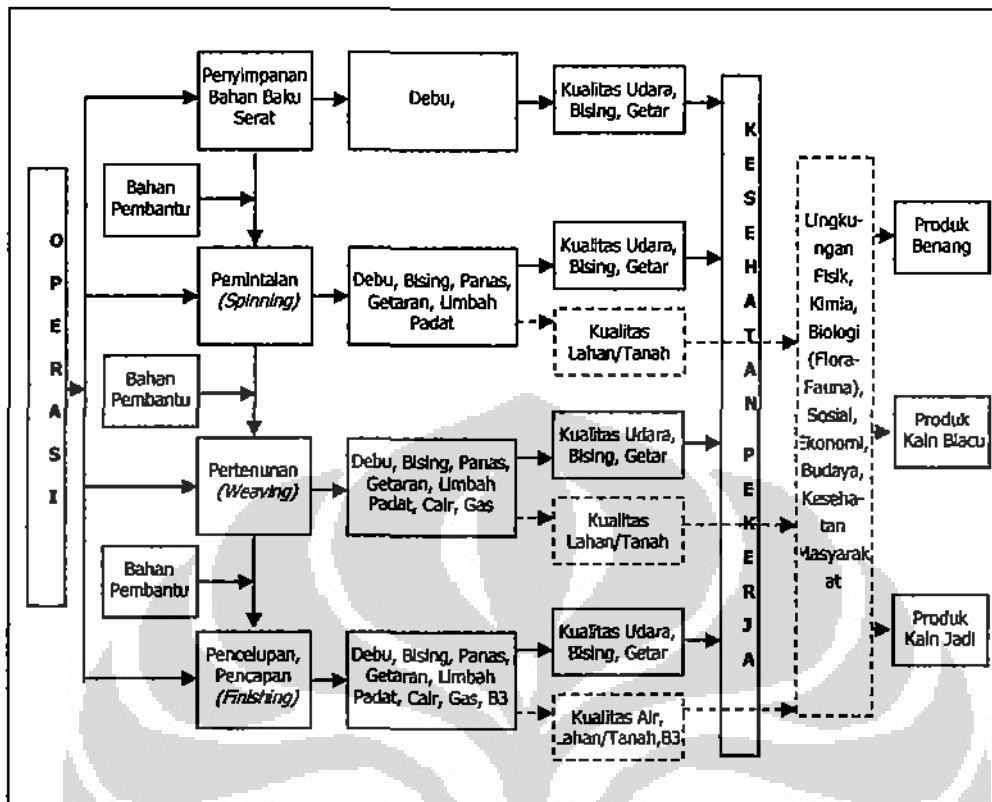 OPERASI
Penyimpanan
Bahan Baku
Serat
Debu,
Kualitas Udara,
Bising, Getar
Bahan
Pembantu
Pemintalan
(Spinning)
Debu, Bising, Panas,
Getaran, Limbah
Padat
Kualitas Udara,
Bising, Getar
Kualitas
Lahan/Tanah
Bahan
Pembantu
Pertenunan
(Weaving)
Debu, Bising, Panas,
Getaran, Limbah
Padat, Cair, Gas
Kualitas Udara,
Bising, Getar
Kualitas
Lahan/Tanah
Bahan
Pembantu
Pencelupan,
Pencapan
(Finishing)
Debu, Bising, Panas,
Getaran, Limbah
Padat, Cair, Gas, B3
Kualitas Udara,
Bising, Getar
Kualitas Air,
Lahan/Tanah,B3
KESEHATAN PEKERJA
Lingku-
ngan
Fisik,
Kimia,
Biologi
(Flora-
Fauna),
Sosial,
Ekonomi,
Budaya,
Keseha-
tan
Masyarak
at
Produk
Benang
Produk
Kain Blacu
Produk
Kain Jadi